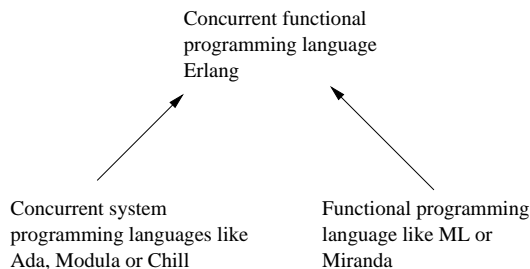 Concurrent functional
programming language
Erlang
Concurrent system
programming languages like
Ada, Modula or Chill
Functional programming
language like ML or
Miranda